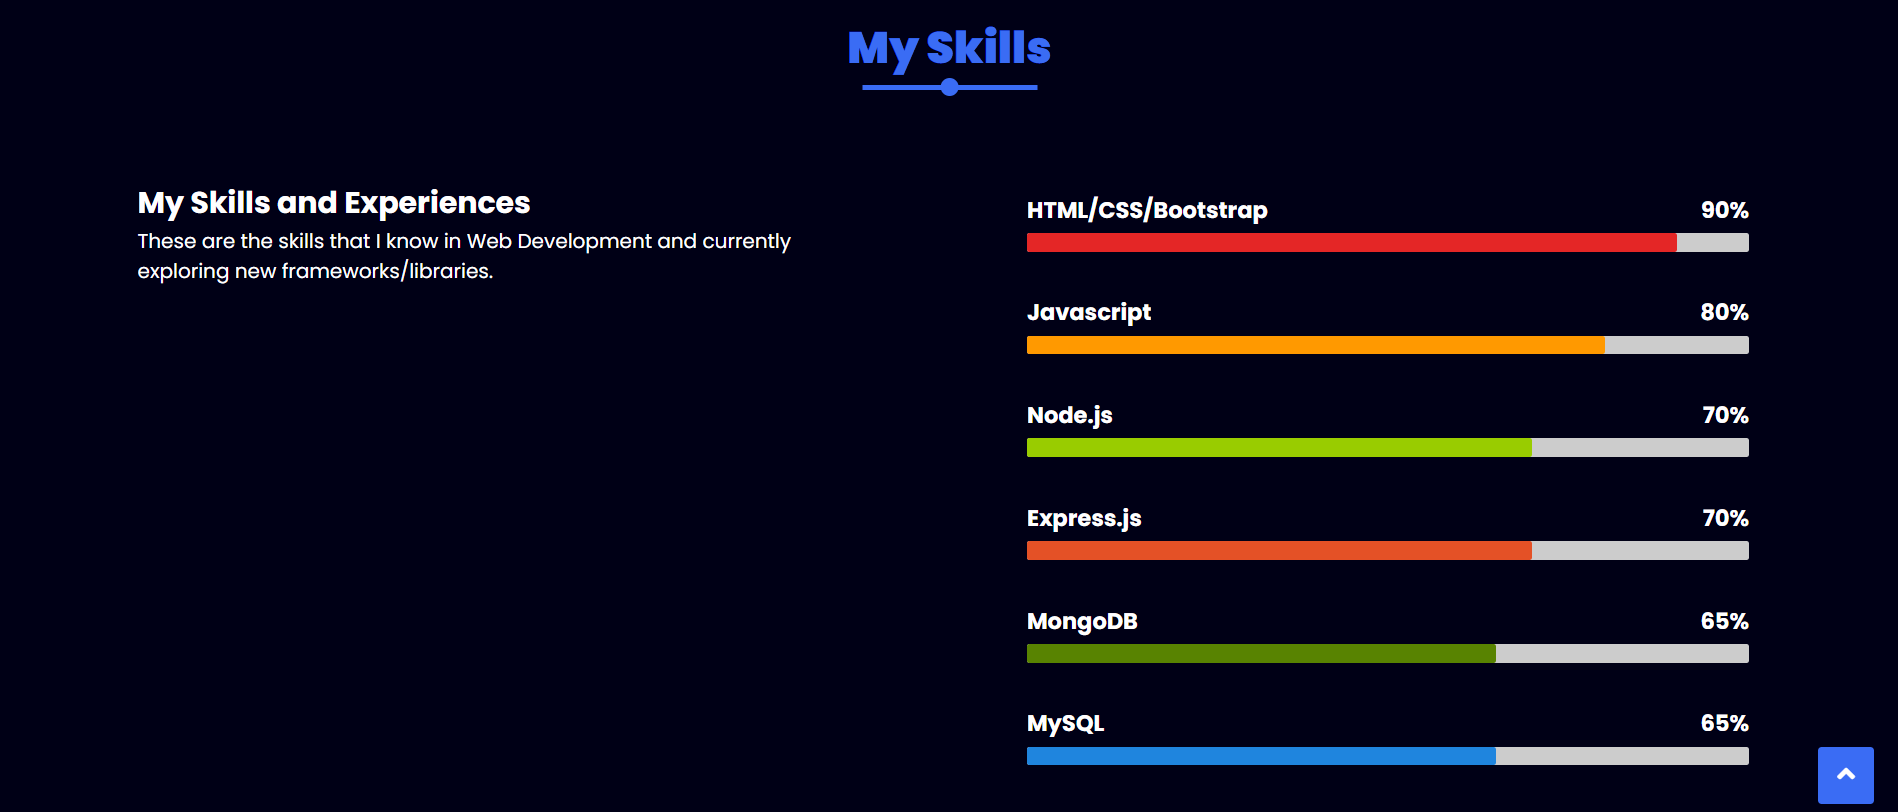 My Skills
My Skills and Experiences
These are the skills that I know in Web Development and currently
exploring new frameworks/libraries.
HTML/CSS/Bootstrap 90%
Javascript 80%
Node.js 70%
Express.js 70%
MongoDB 65%
MySQL 65%